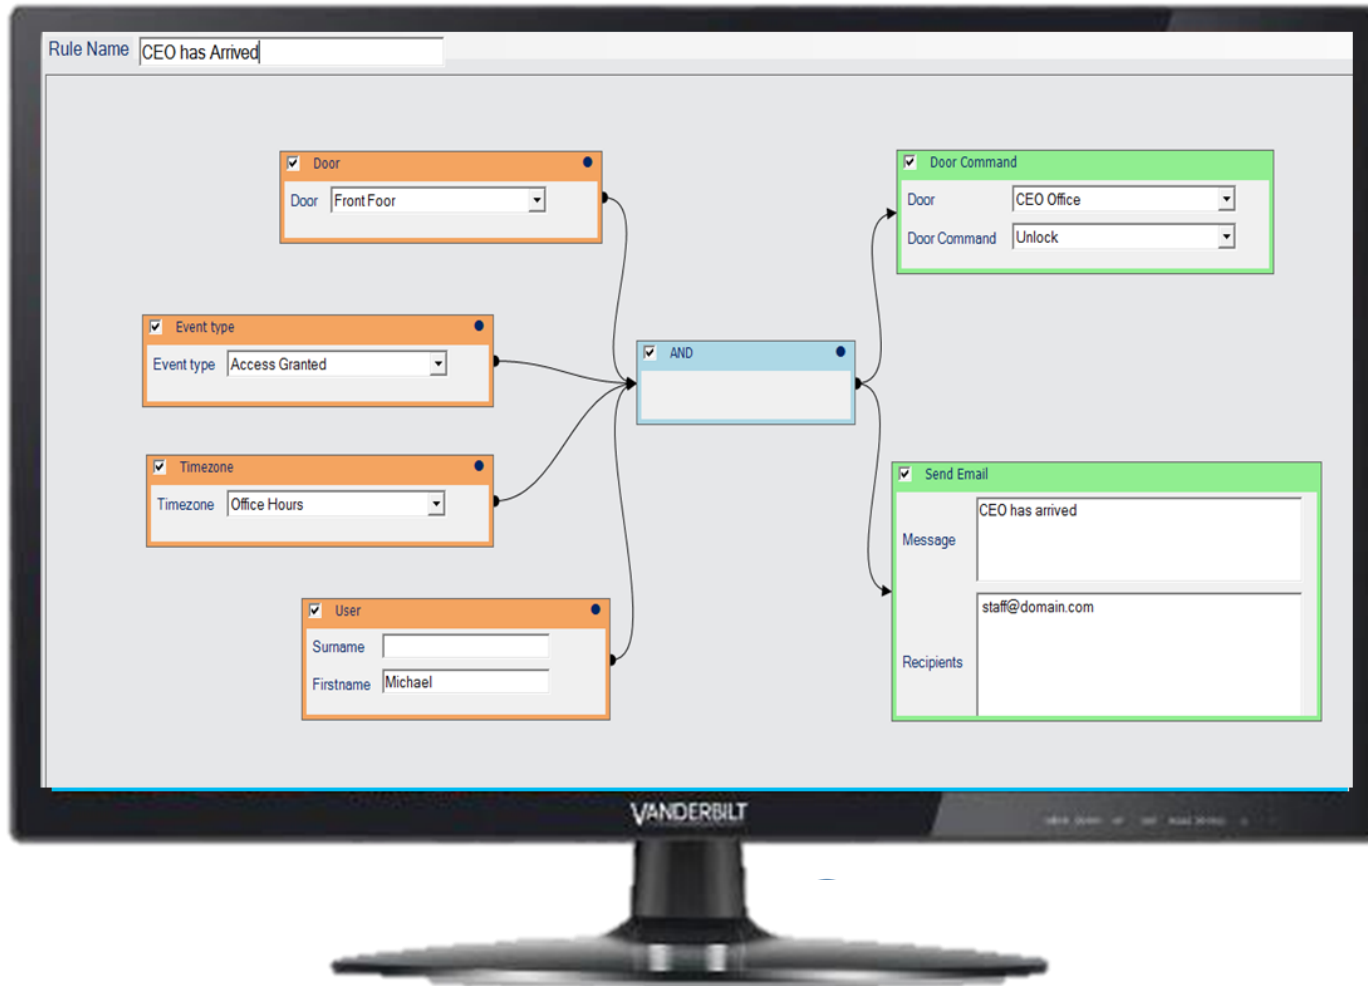 Rule Name CEO has Arrived
Door
Door Front Foor
Event type
Event type Access Granted
Timezone
Timezone Office Hours
User
Surname
Firstname Michael
AND
Door Command
Door CEO Office
Door Command Unlock
Send Email
Message CEO has arrived
Recipients staff@domain.com
VANDERBILT